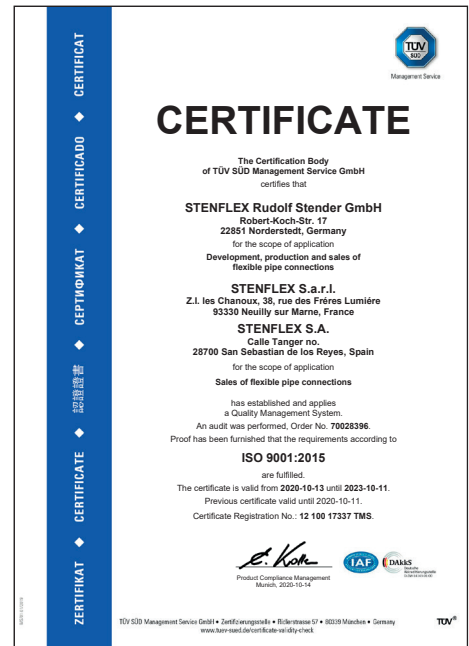 TÜV
SÜD
Management Service
CERTIFICATE
The Certification Body
of TÜV SÜD Management Service GmbH
certifies that
STENFLEX Rudolf Stender GmbH
Robert-Koch-Str. 17
22851 Norderstedt, Germany
for the scope of application
Development, production and sales of
flexible pipe connections
STENFLEX S.a.r.l.
Z.I. les Chanoux, 38, rue des Fréres Lumiére
93330 Neuilly sur Marne, France
STENFLEX S.A.
Calle Tanger no.
28700 San Sebastian de los Reyes, Spain
for the scope of application
Sales of flexible pipe connections
has established and applies
a Quality Management System.
An audit was performed, Order No. 70028396.
Proof has been furnished that the requirements according to
ISO 9001:2015
are fulfilled.
The certificate is valid from 2020-10-13 until 2023-10-11.
Previous certificate valid until 2020-10-11.
Certificate Registration No.: 12 100 17337 TMS.
Product Compliance Management
Munich, 2020-10-14
IAF
DAkkS
TÜV SÜD Management Service GmbH • Zertifizierungsstelle • Ridlerstrasse 57 • 80339 München • Germany
www.tuev-sued.de/certificate-validity-check
TÜV®
ZERTIFIKAT ◆ CERTIFICATE ◆ 認證證書 ◆ СЕРТИФИКАТ ◆ CERTIFICADO ◆ CERTIFICAT